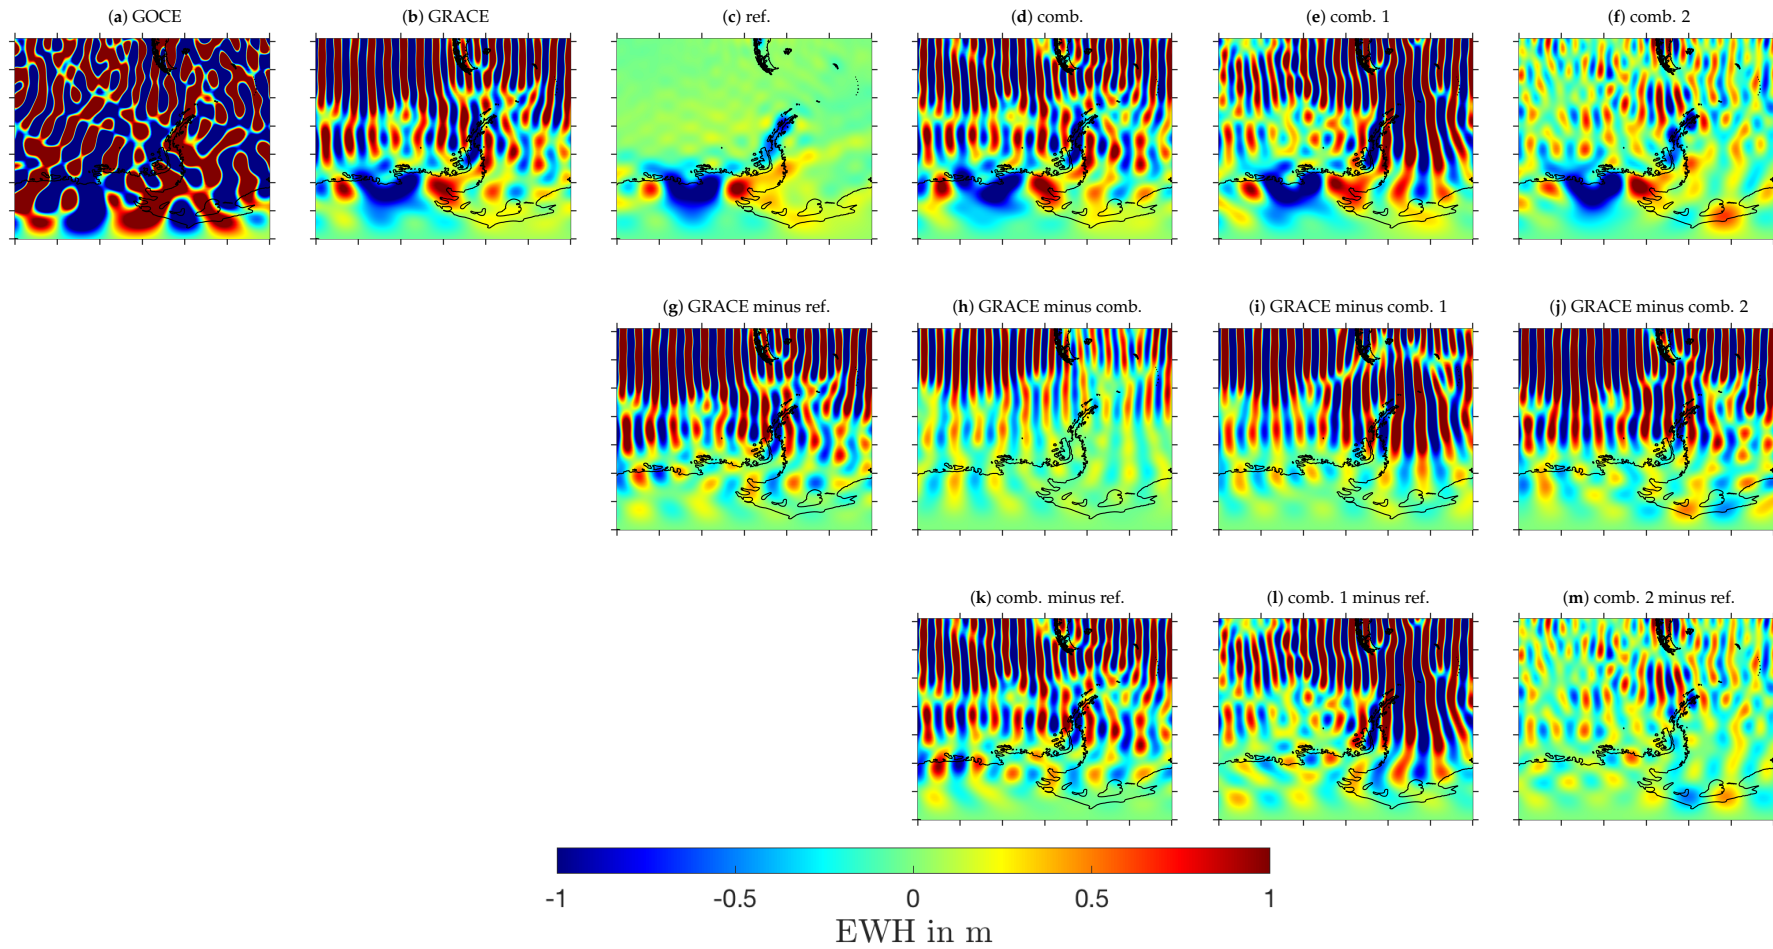 (a) GOCE
(b) GRACE
(c) ref.
(d) comb.
(e) comb. 1
(f) comb. 2
(g) GRACE minus ref.
(h) GRACE minus comb.
(i) GRACE minus comb. 1
(j) GRACE minus comb. 2
(k) comb. minus ref.
(l) comb. 1 minus ref.
(m) comb. 2 minus ref.
-1 -0.5 0 0.5 1
EWH in m